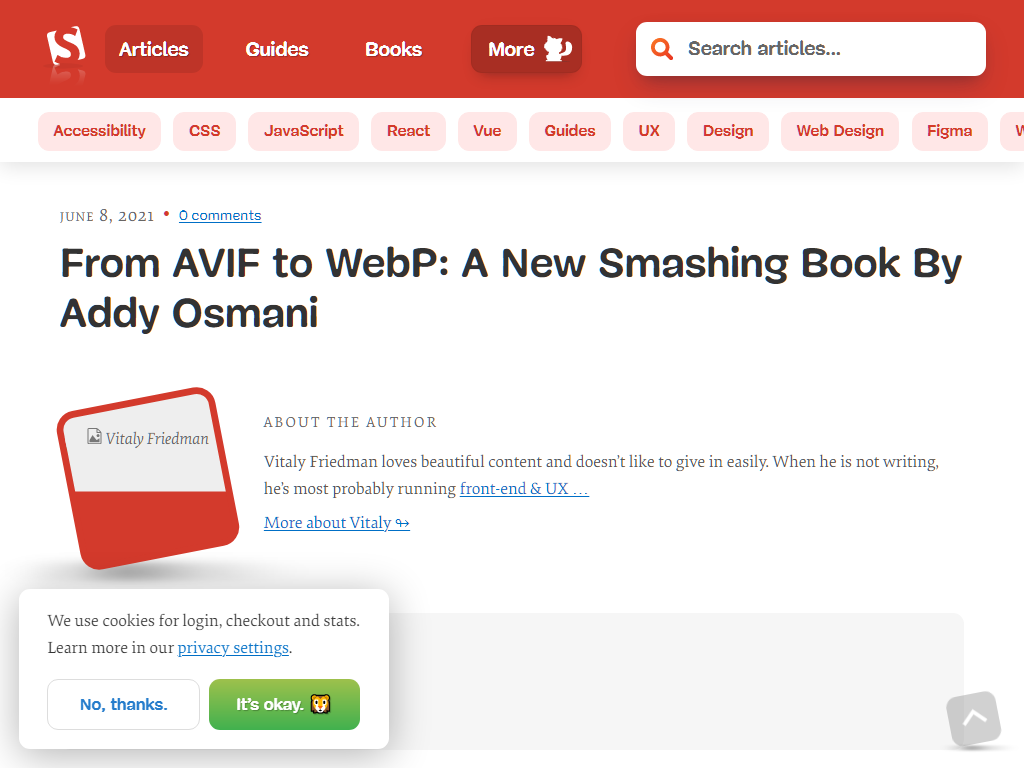 Articles Guides Books More
Search articles...
Accessibility CSS JavaScript React Vue Guides UX Design Web Design Figma
JUNE 8, 2021 • 0 comments
From AVIF to WebP: A New Smashing Book By
Addy Osmani
Vitaly Friedman
ABOUT THE AUTHOR
Vitaly Friedman loves beautiful content and doesn't like to give in easily. When he is not writing,
he's most probably running front-end & UX …
More about Vitaly ↬
We use cookies for login, checkout and stats.
Learn more in our privacy settings.
No, thanks. It's okay. 🐯